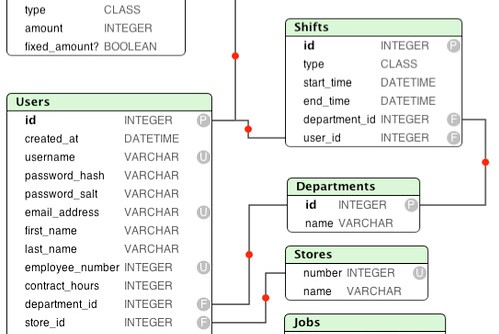 type CLASS
amount INTEGER
fixed_amount? BOOLEAN
Users
id INTEGER P
created_at DATETIME
username VARCHAR U
password_hash VARCHAR
password_salt VARCHAR
email_address VARCHAR U
first_name VARCHAR
last_name VARCHAR
employee_number INTEGER U
contract_hours INTEGER
department_id INTEGER F
store_id INTEGER F
Shifts
id INTEGER P
type CLASS
start_time DATETIME
end_time DATETIME
department_id INTEGER F
user_id INTEGER F
Departments
id INTEGER P
name VARCHAR
Stores
number INTEGER U
name VARCHAR
Jobs